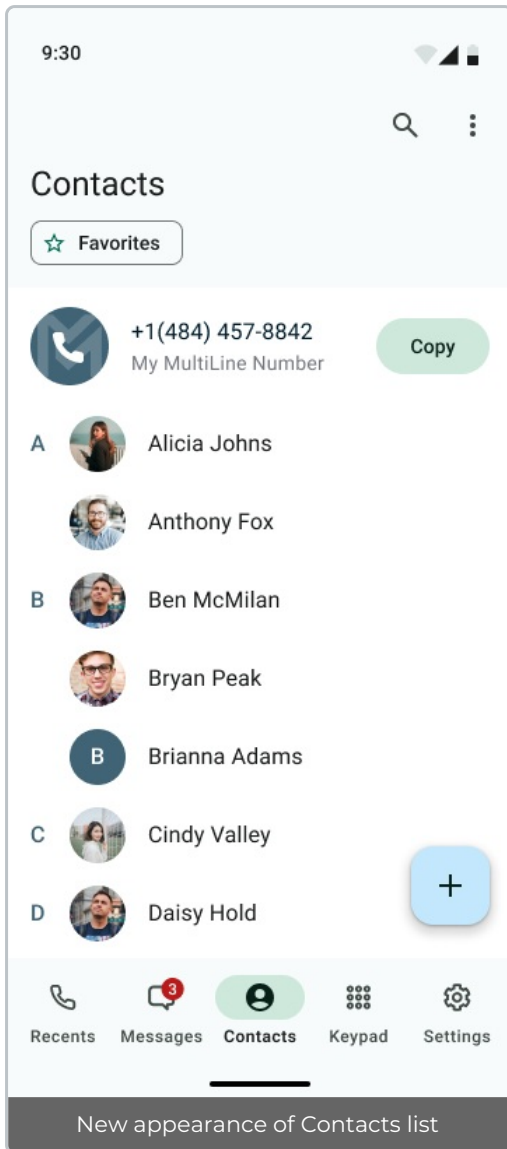 9:30
Contacts
Favorites
+1(484) 457-8842
My MultiLine Number
Copy
A
Alicia Johns
Anthony Fox
B
Ben McMilan
Bryan Peak
B
Brianna Adams
C
Cindy Valley
D
Daisy Hold
3
Recents Messages Contacts Keypad Settings
New appearance of Contacts list